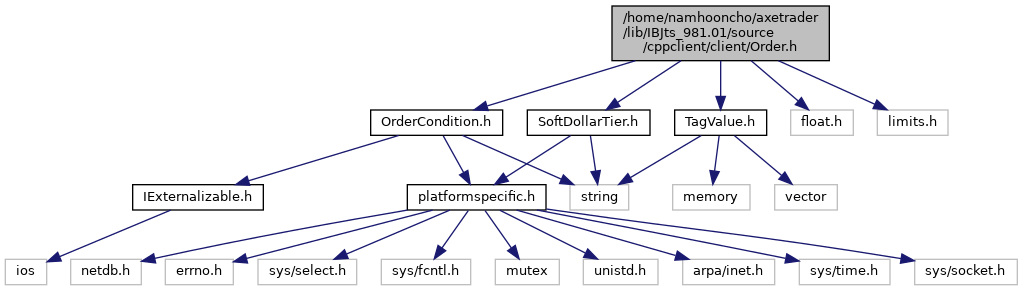 /home/namhooncho/axetrader
/lib/IBJts_981.01/source
/cppclient/client/Order.h
OrderCondition.h
SoftDollarTier.h
TagValue.h
float.h
limits.h
IExternalizable.h
platformspecific.h
string
memory
vector
ios
netdb.h
errno.h
sys/select.h
sys/fcntl.h
mutex
unistd.h
arpa/inet.h
sys/time.h
sys/socket.h